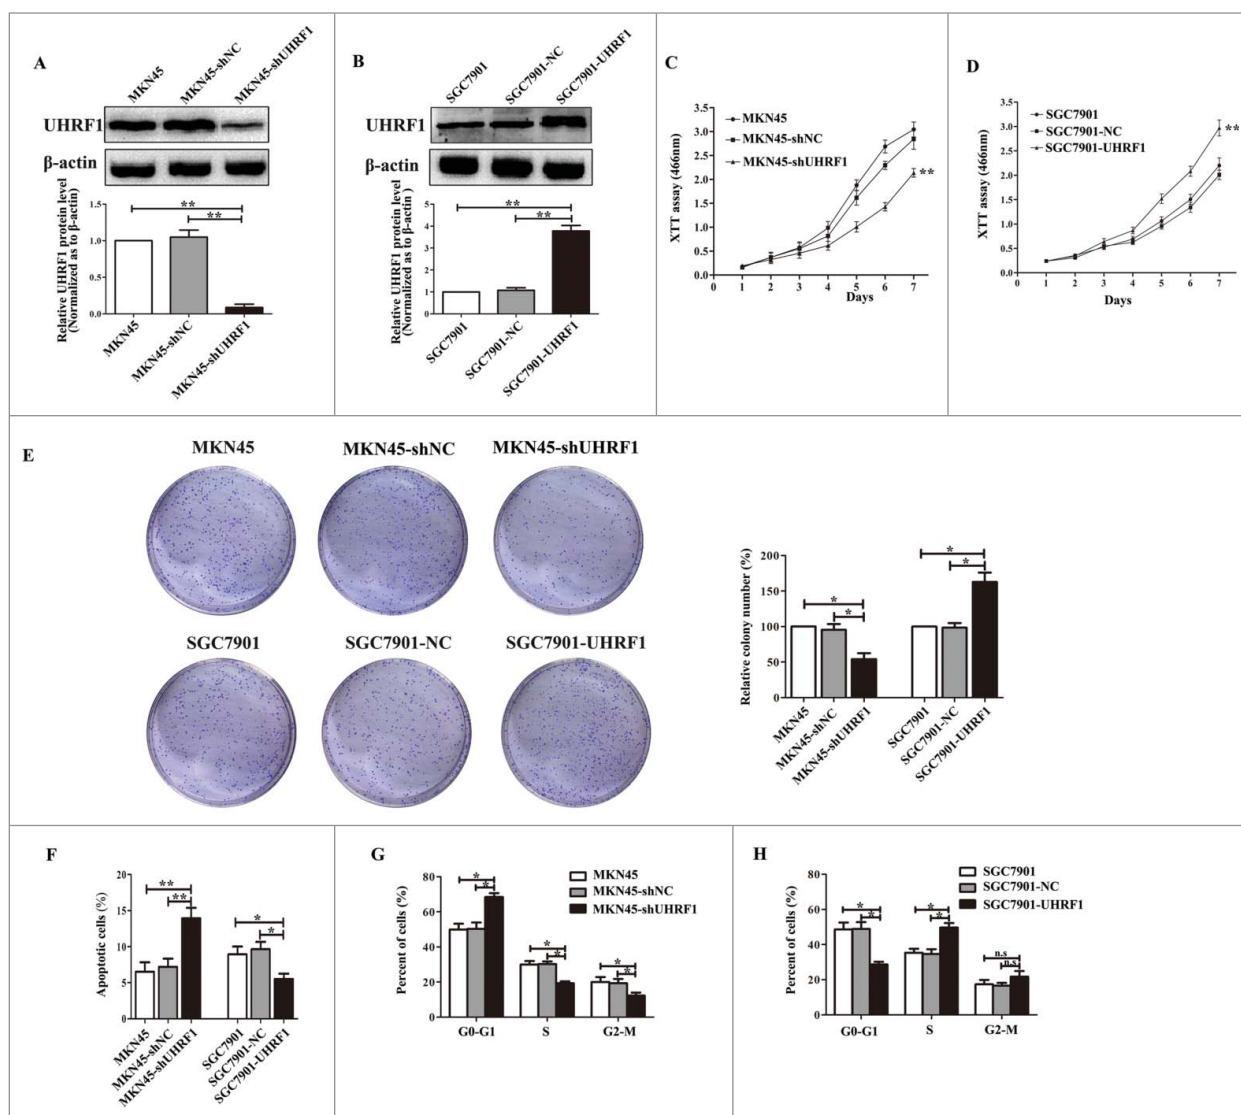 A
MKN45
MKN45-shNC
MKN45-shUHRF1
UHRF1
β-actin
Relative UHRF1 protein level
(Normalized as to β-actin)
1.5
1.0
0.5
0.0
**
**
MKN45
MKN45-shNC
MKN45-shUHRF1
B
SGC7901
SGC7901-NC
SGC7901-UHRF1
UHRF1
β-actin
Relative UHRF1 protein level
(Normalized as to β-actin)
5
4
3
2
1
0
**
**
SGC7901
SGC7901-NC
SGC7901-UHRF1
C
MKN45
MKN45-shNC
MKN45-shUHRF1
XTT assay (466nm)
3.5
3.0
2.5
2.0
1.5
1.0
0.5
0.0
**
0 1 2 3 4 5 6 7
Days
D
SGC7901
SGC7901-NC
SGC7901-UHRF1
XTT assay (466nm)
3.5
3.0
2.5
2.0
1.5
1.0
0.5
0.0
**
0 1 2 3 4 5 6 7
Days
E
MKN45
MKN45-shNC
MKN45-shUHRF1
SGC7901
SGC7901-NC
SGC7901-UHRF1
Relative colony number (%)
200
150
100
50
0
*
*
*
*
MKN45
MKN45-shNC
MKN45-shUHRF1
SGC7901
SGC7901-NC
SGC7901-UHRF1
F
Apoptotic cells (%)
20
15
10
5
0
**
**
*
*
MKN45
MKN45-shNC
MKN45-shUHRF1
SGC7901
SGC7901-NC
SGC7901-UHRF1
G
MKN45
MKN45-shNC
MKN45-shUHRF1
Percent of cells (%)
80
60
40
20
0
*
*
*
*
*
*
G0-G1 S G2-M
H
SGC7901
SGC7901-NC
SGC7901-UHRF1
Percent of cells (%)
80
60
40
20
0
*
*
*
*
n.s
n.s
G0-G1 S G2-M